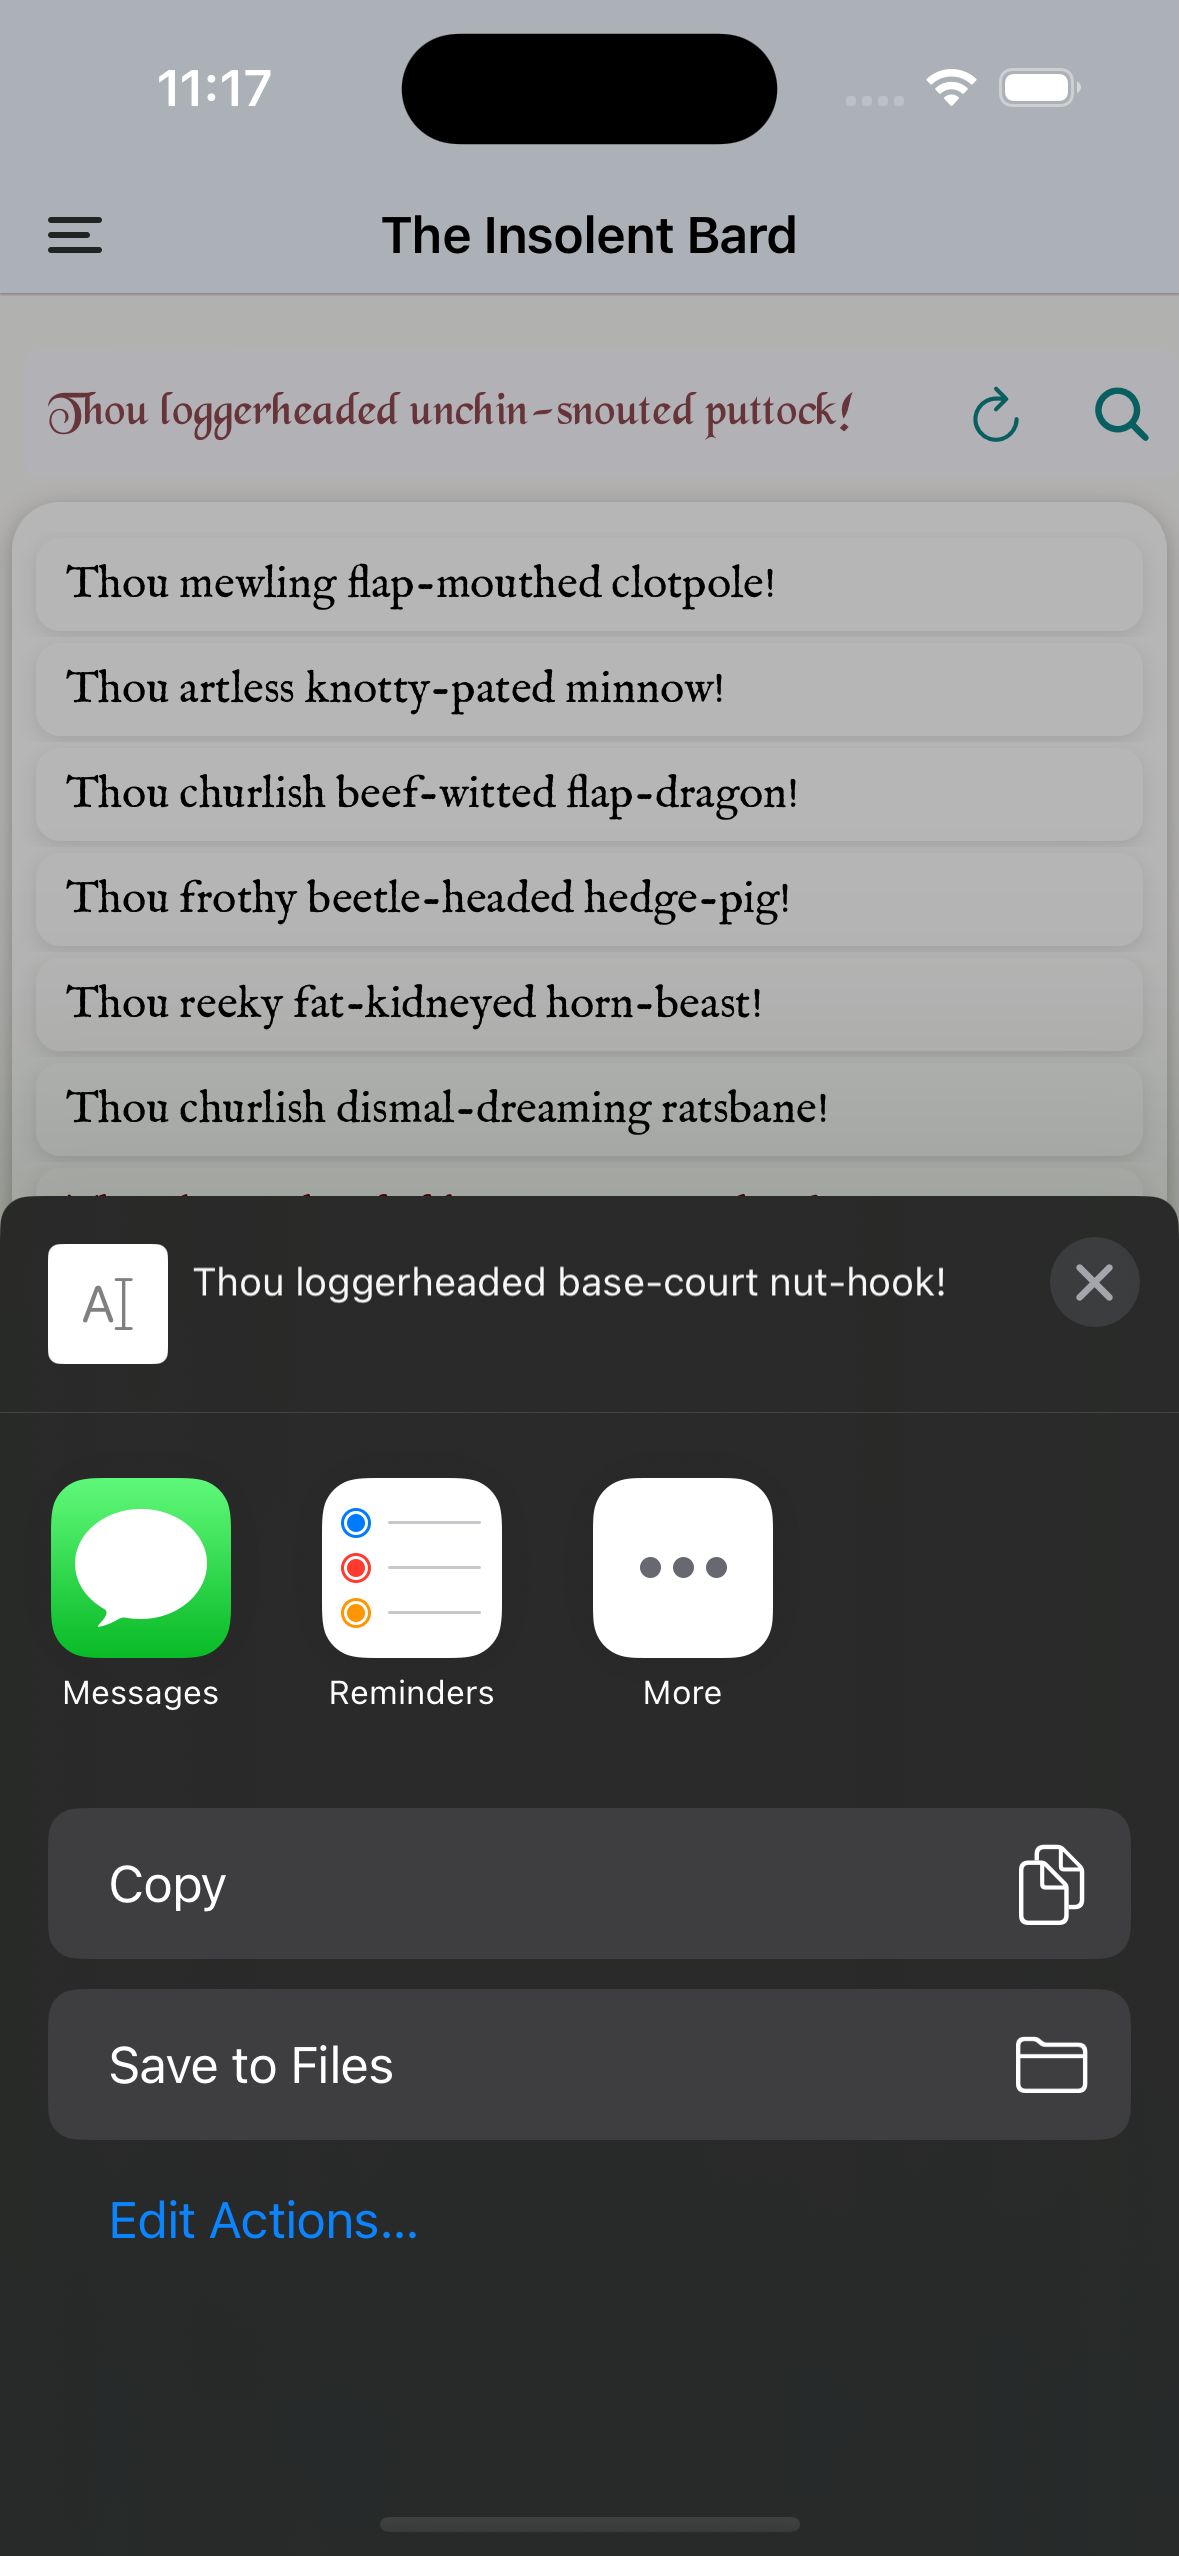 11:17
The Insolent Bard
Thou loggerheaded unchin-snouted puttock!
Thou mewling flap-mouthed clotpole!
Thou artless knotty-pated minnow!
Thou churlish beef-witted flap-dragon!
Thou frothy beetle-headed hedge-pig!
Thou reeky fat-kidneyed horn-beast!
Thou churlish dismal-dreaming ratsbane!
Thou loggerheaded base-court nut-hook!
Messages
Reminders
More
Copy
Save to Files
Edit Actions...